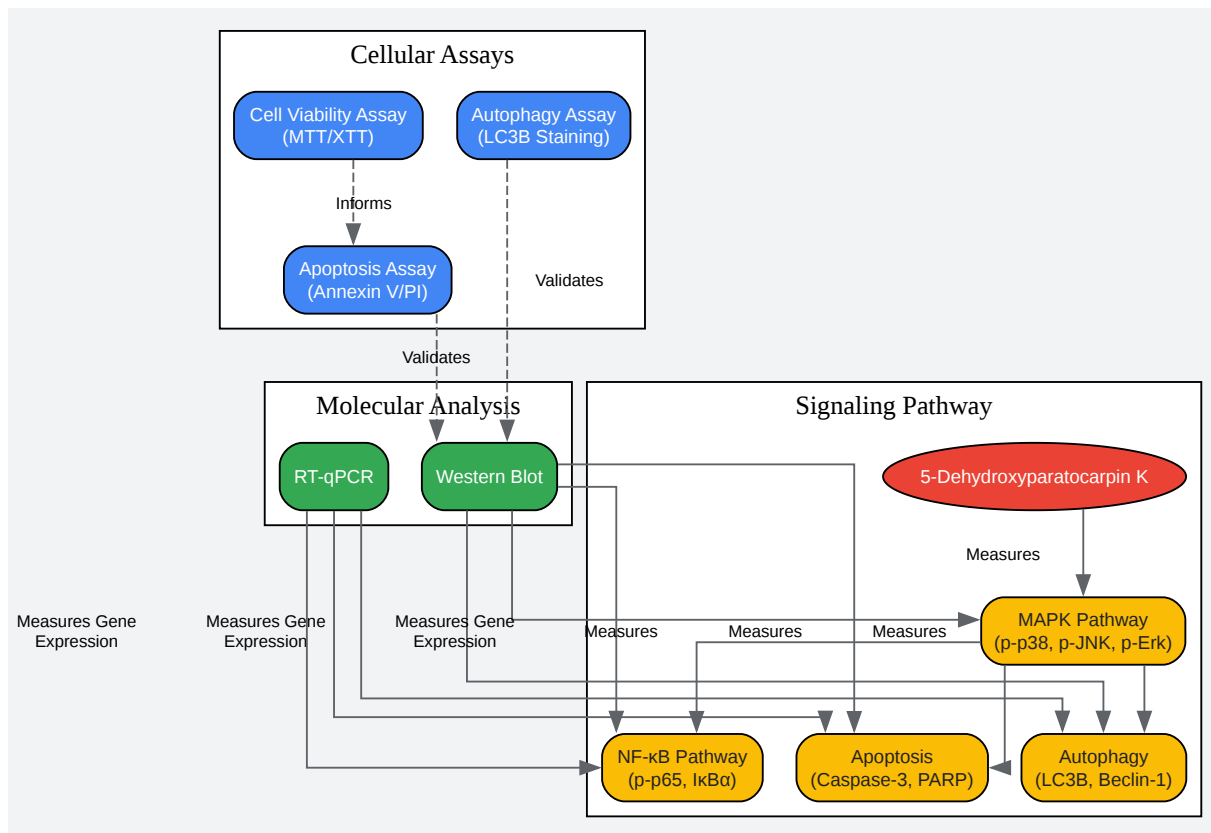 Cellular Assays
Cell Viability Assay
(MTT/XTT)
Autophagy Assay
(LC3B Staining)
Informs
Apoptosis Assay
(Annexin V/PI)
Validates
Validates
Molecular Analysis
Signaling Pathway
RT-qPCR
Western Blot
5-Dehydroxyparatocarpin K
Measures
Measures Gene
Expression
Measures Gene
Expression
Measures Gene
Expression
Measures
Measures
Measures
MAPK Pathway
(p-p38, p-JNK, p-Erk)
NF-κB Pathway
(p-p65, IκBα)
Apoptosis
(Caspase-3, PARP)
Autophagy
(LC3B, Beclin-1)